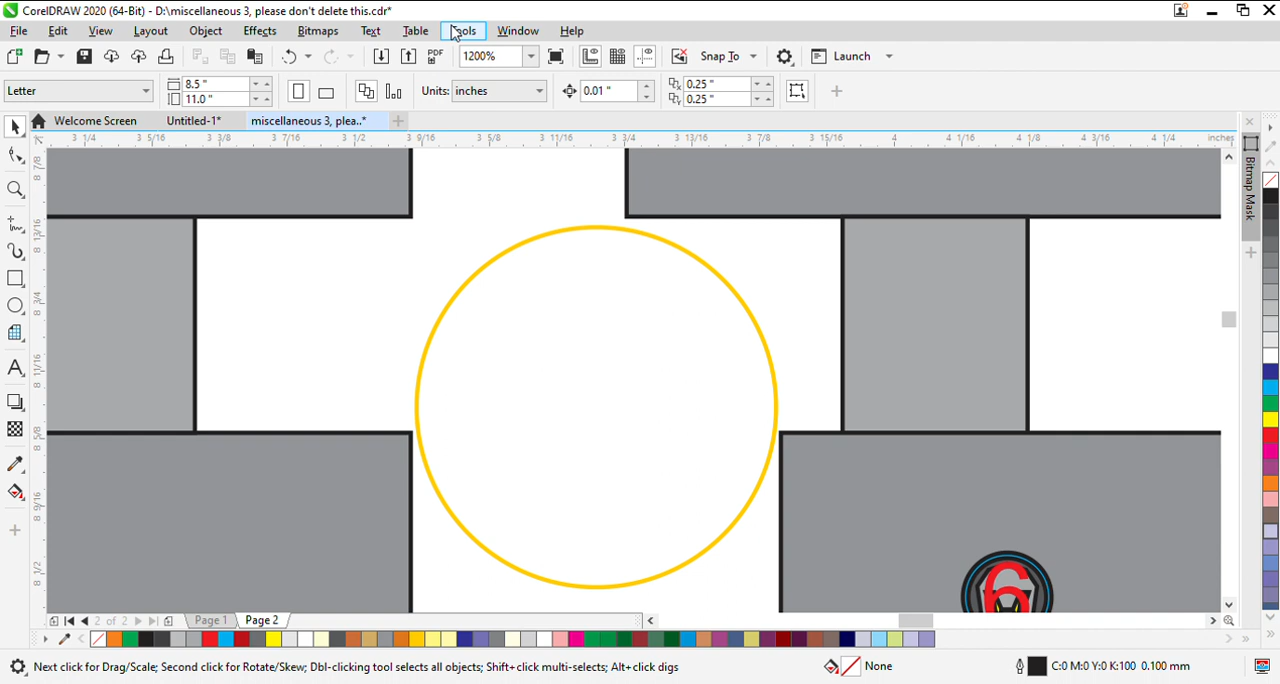 CorelDRAW 2020 (64-Bit) - D:\miscellaneous 3, please don't delete this.cdr*
File Edit View Layout Object Effects Bitmaps Text Table Tools Window Help
PDF 1200% Snap To Launch
Letter 8.5 " 11.0 " Units: inches 0.01 " 0.25 " 0.25 "
Welcome Screen Untitled-1* miscellaneous 3, plea..*
3 1/4 3 5/16 3 3/8 3 7/16 3 1/2 3 9/16 3 5/8 3 11/16 3 3/4 3 13/16 3 7/8 3 15/16 4 4 1/16 4 1/8 4 3/16 4 1/4 inches
8 7/8
8 13/16
8 3/4
8 11/16
8 5/8
8 9/16
8 1/2
Bitmap Mask
6
2 of 2 Page 1 Page 2
Next click for Drag/Scale; Second click for Rotate/Skew; Dbl-clicking tool selects all objects; Shift+click multi-selects; Alt+click digs None C:0 M:0 Y:0 K:100 0.100 mm